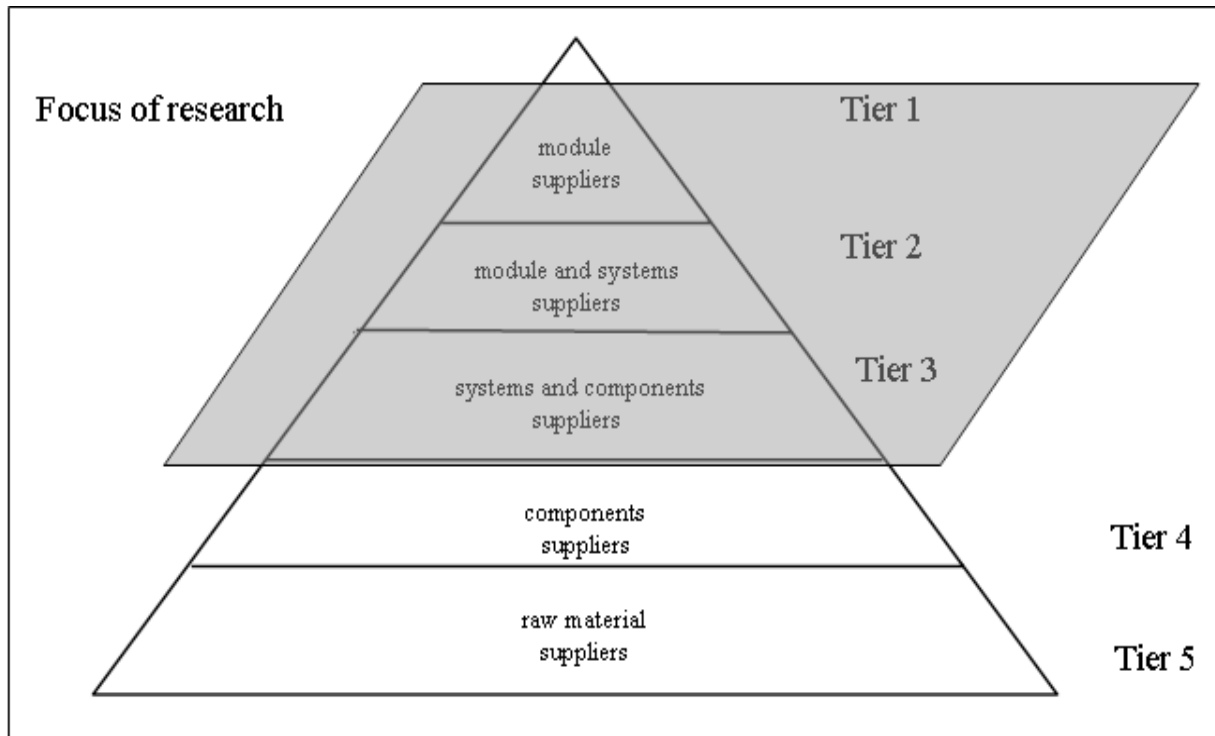 Focus of research
Tier 1
module
suppliers
Tier 2
module and systems
suppliers
Tier 3
systems and components
suppliers
components
suppliers
Tier 4
raw material
suppliers
Tier 5